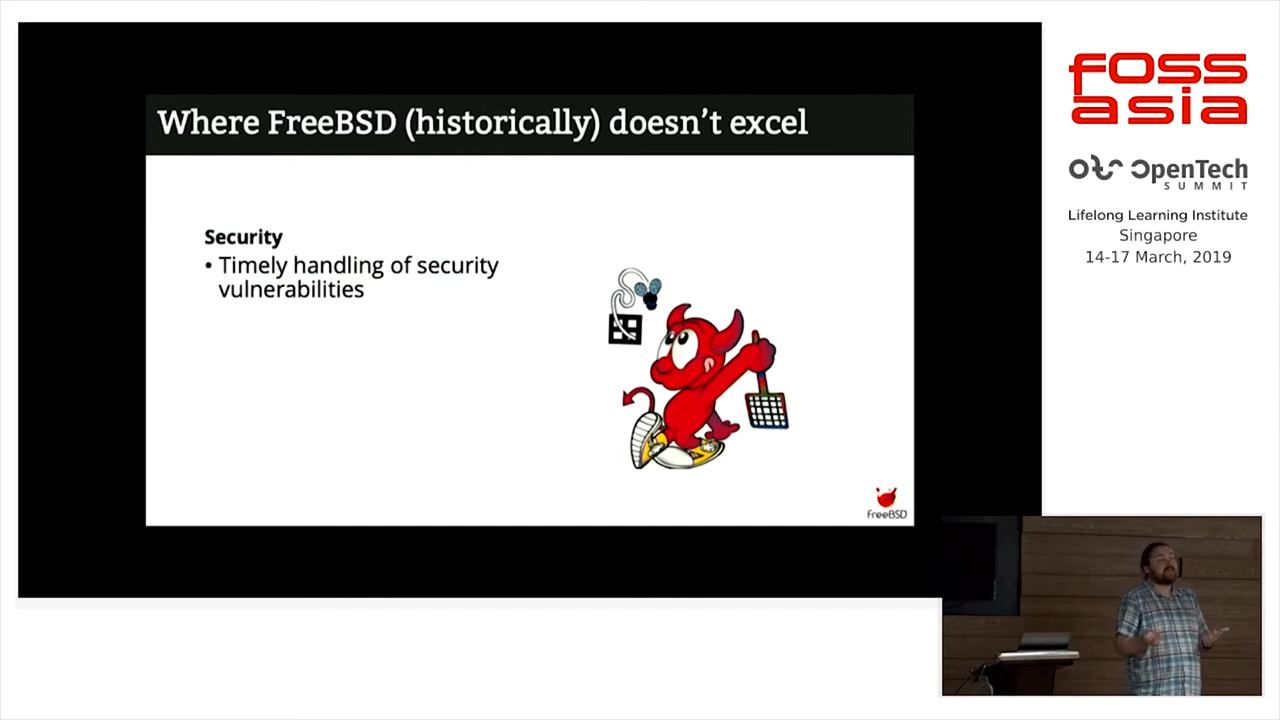 Where FreeBSD (historically) doesn't excel
Security
• Timely handling of security
vulnerabilities
FreeBSD
FOSS
asia
OpenTech
SUMMIT
Lifelong Learning Institute
Singapore
14-17 March, 2019